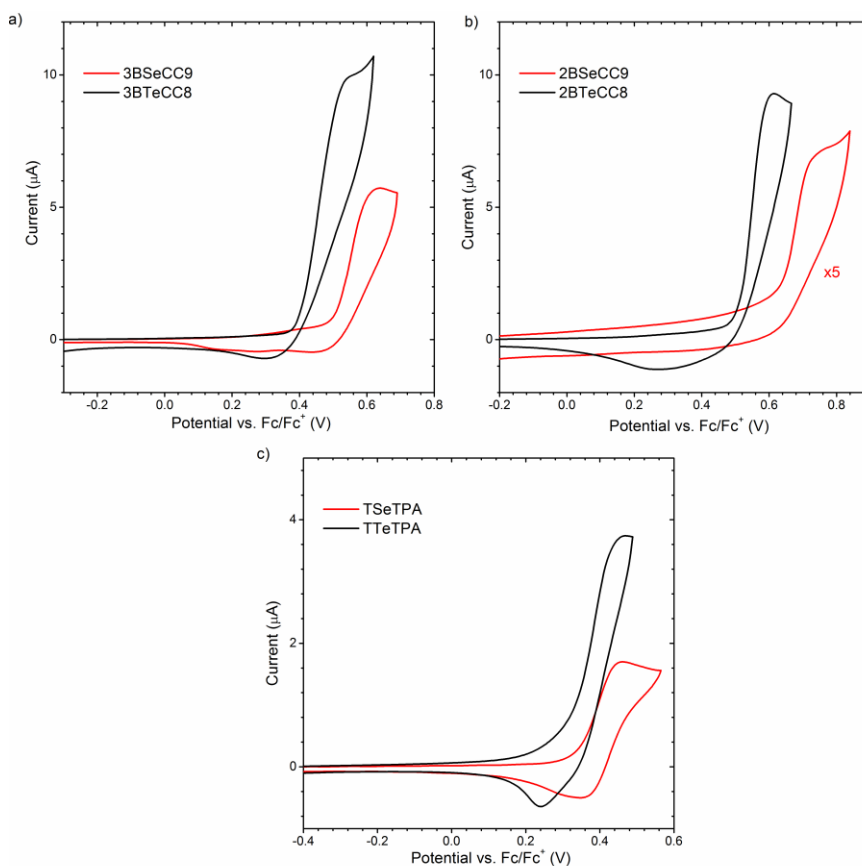 a)
3BSeCC9
3BTeCC8
10
5
0
Current (μA)
-0.2 0.0 0.2 0.4 0.6 0.8
Potential vs. Fc/Fc⁺ (V)
b)
2BSeCC9
2BTeCC8
x5
10
5
0
Current (μA)
-0.2 0.0 0.2 0.4 0.6 0.8
Potential vs. Fc/Fc⁺ (V)
c)
TSeTPA
TTeTPA
4
2
0
Current (μA)
-0.4 -0.2 0.0 0.2 0.4 0.6
Potential vs. Fc/Fc⁺ (V)